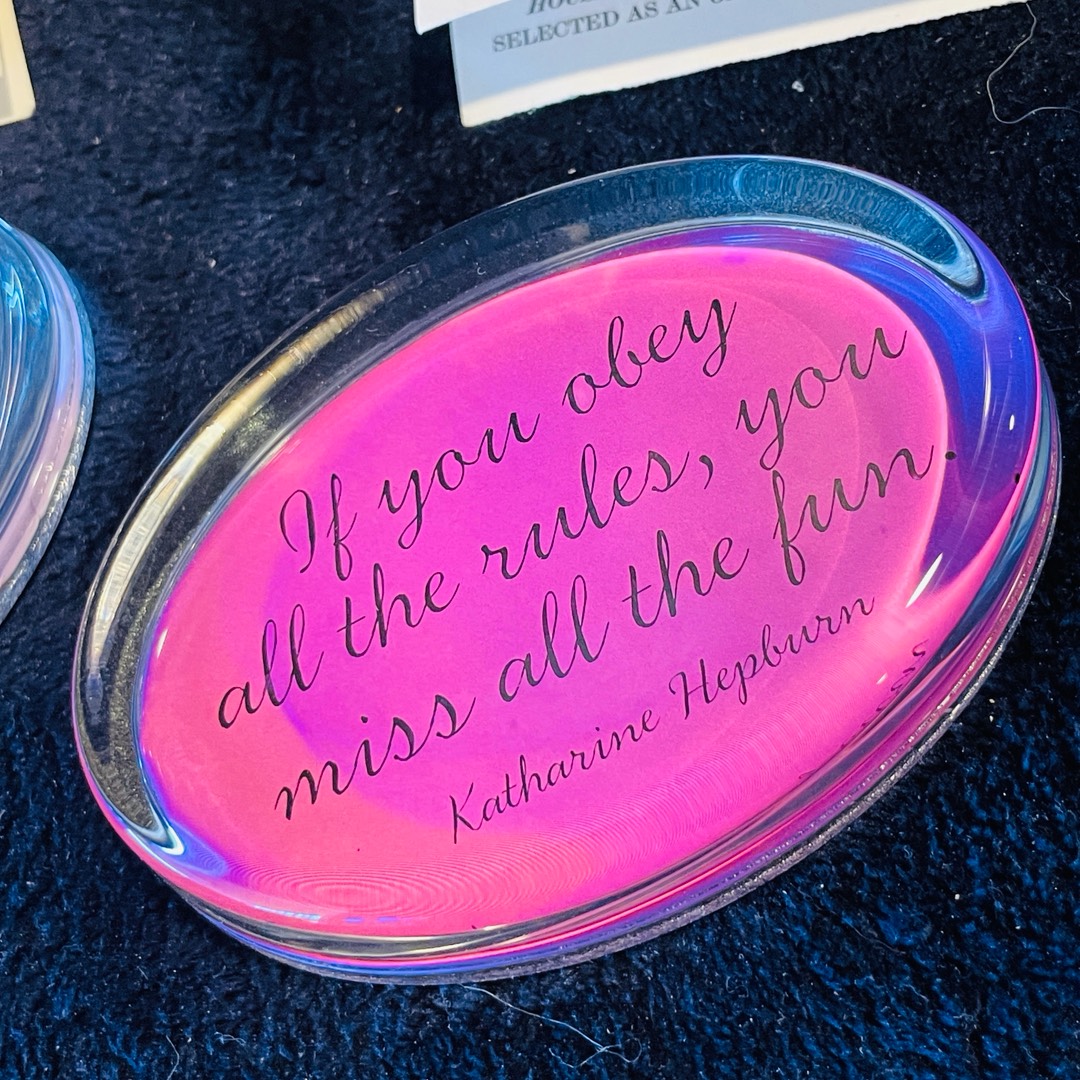 SELECTED AS AN
If you obey
all the rules, you
miss all the fun.
Katharine Hepburn